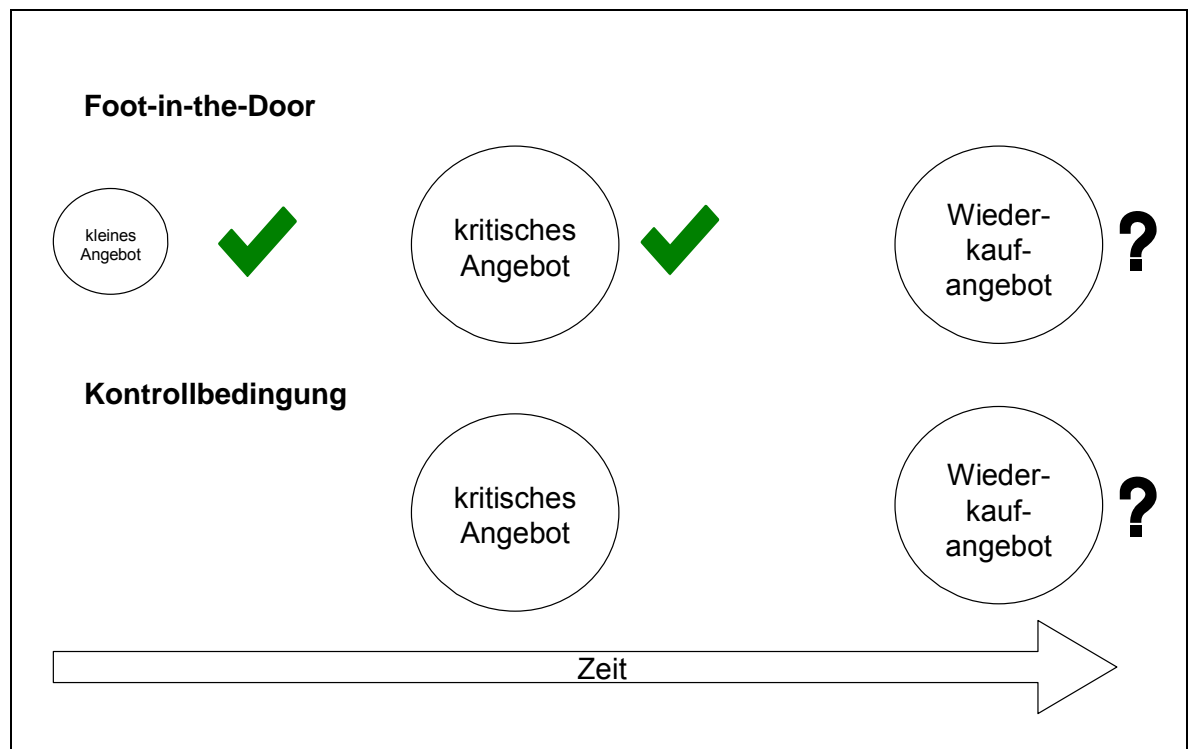 Foot-in-the-Door
kleines
Angebot
kritisches
Angebot
Wieder-
kauf-
angebot
?
Kontrollbedingung
kritisches
Angebot
Wieder-
kauf-
angebot
?
Zeit